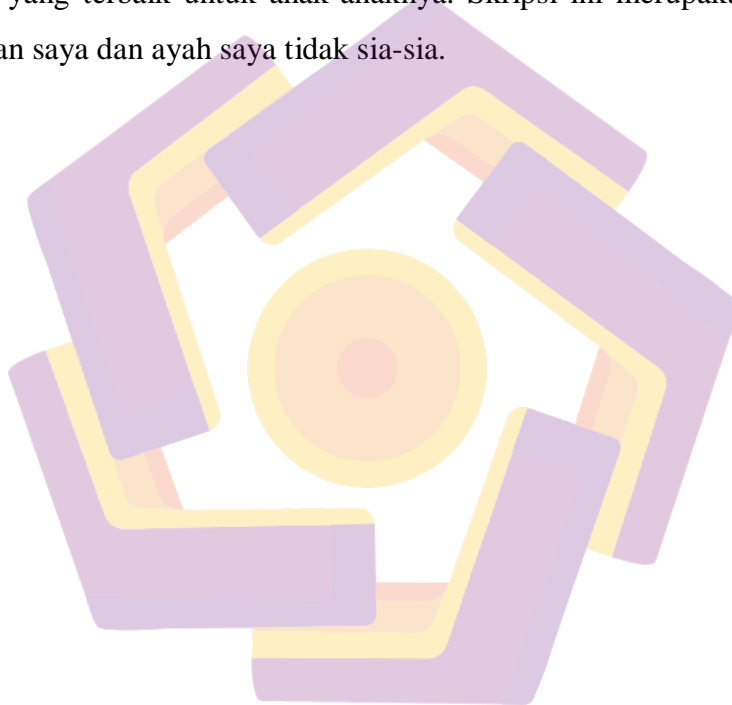 yang terbaik untuk anak-anaknya. Skripsi ini merupaka
an saya dan ayah saya tidak sia-sia.